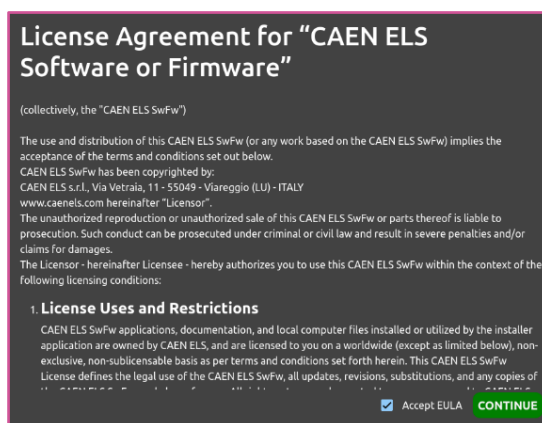 License Agreement for “CAEN ELS
Software or Firmware”
(collectively, the "CAEN ELS SwFw")
The use and distribution of this CAEN ELS SwFw (or any work based on the CAEN ELS SwFw) implies the
acceptance of the terms and conditions set out below.
CAEN ELS SwFw has been copyrighted by:
CAEN ELS s.r.l., Via Vetraia, 11 - 55049 - Viareggio (LU) - ITALY
www.caenels.com hereinafter "Licensor".
The unauthorized reproduction or unauthorized sale of this CAEN ELS SwFw or parts thereof is liable to
prosecution. Such conduct can be prosecuted under criminal or civil law and result in severe penalties and/or
claims for damages.
The Licensor - hereinafter Licensee - hereby authorizes you to use this CAEN ELS SwFw within the context of the
following licensing conditions:
1. License Uses and Restrictions
CAEN ELS SwFw applications, documentation, and local computer files installed or utilized by the installer
application are owned by CAEN ELS, and are licensed to you on a worldwide (except as limited below), non-
exclusive, non-sublicensable basis as per terms and conditions set forth herein. This CAEN ELS SwFw
License defines the legal use of the CAEN ELS SwFw, all updates, revisions, substitutions, and any copies of
Accept EULA CONTINUE